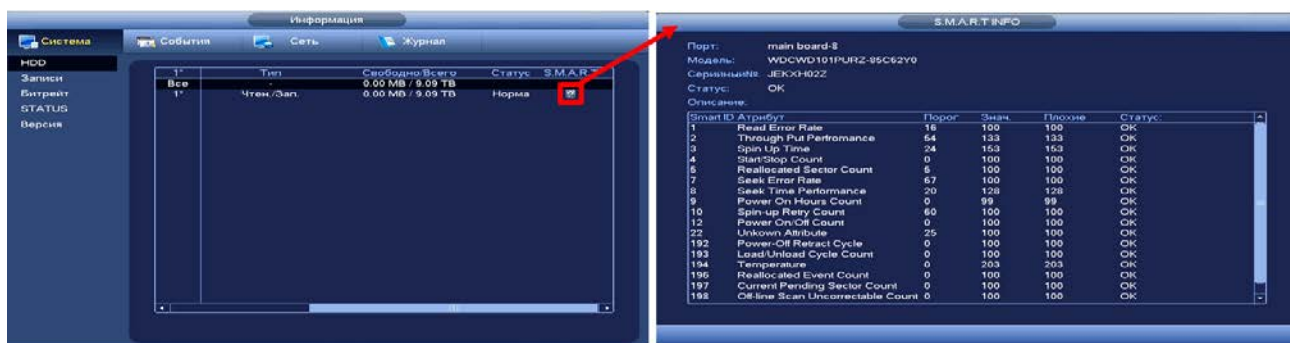 Информация
Система События Сеть Журнал
HDD
Записи
Битрейт
STATUS
Версия
1* Тип Свободно/Всего Статус S.M.A.R.T
Все - 0.00 MB / 9.09 TB
1* Чтен./Зап. 0.00 MB / 9.09 TB Норма
S.M.A.R.T INFO
Порт: main board-8
Модель: WDCWD101PURZ-85C62Y0
Серийный№: JEKXH02Z
Статус: OK
Описание:
Smart ID Атрибут Порог Знач. Плохие Статус:
1 Read Error Rate 16 100 100 OK
2 Through Put Perfromance 54 133 133 OK
3 Spin Up Time 24 153 153 OK
4 Start/Stop Count 0 100 100 OK
5 Reallocated Sector Count 5 100 100 OK
7 Seek Error Rate 67 100 100 OK
8 Seek Time Performance 20 128 128 OK
9 Power On Hours Count 0 99 99 OK
10 Spin-up Retry Count 60 100 100 OK
12 Power On/Off Count 0 100 100 OK
22 Unkown Attribute 25 100 100 OK
192 Power-Off Retract Cycle 0 100 100 OK
193 Load/Unload Cycle Count 0 100 100 OK
194 Temperature 0 203 203 OK
196 Reallocated Event Count 0 100 100 OK
197 Current Pending Sector Count 0 100 100 OK
198 Off-line Scan Uncorrectable Count 0 100 100 OK